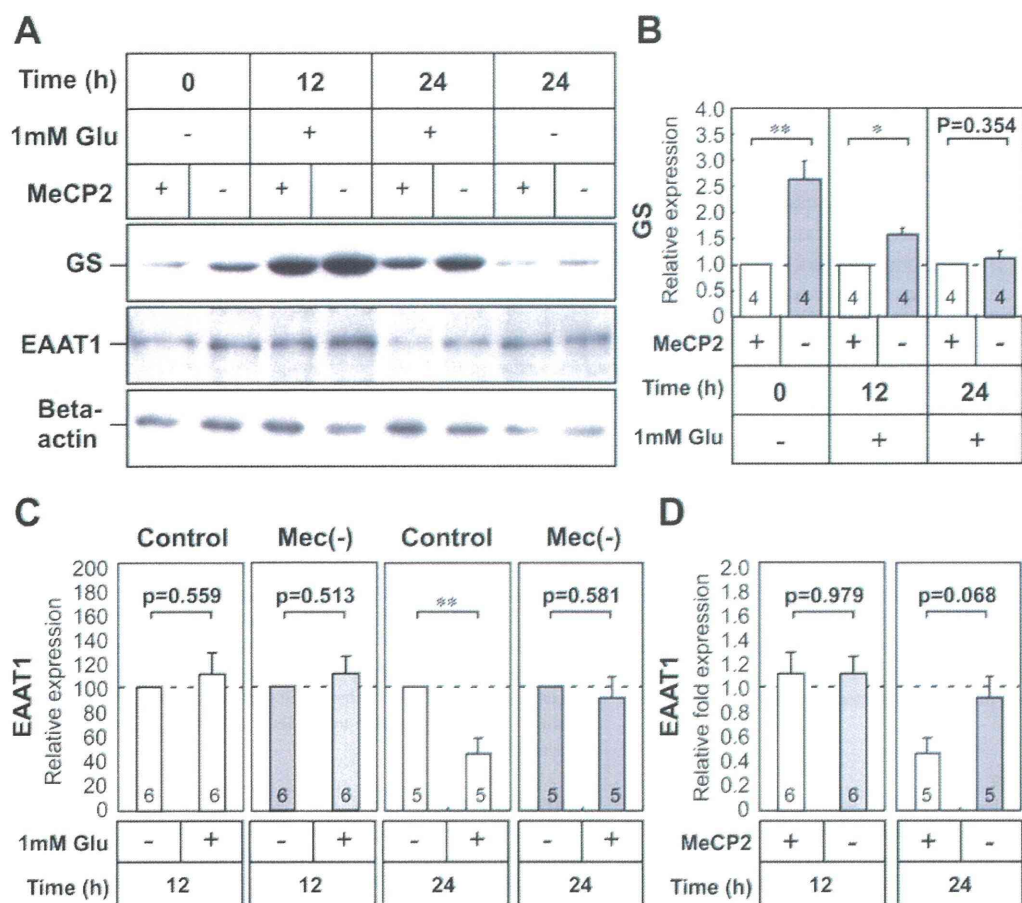 A
Time (h) 0 12 24 24
1mM Glu - + + -
MeCP2 + - + - + - + -
GS
EAAT1
Beta-
actin
B
GS
Relative expression
4.0
3.5
3.0
2.5
2.0
1.5
1.0
0.5
0
** * P=0.354
4 4 4 4 4 4
MeCP2 + - + - + -
Time (h) 0 12 24
1mM Glu - + +
C
Control Mec(-) Control Mec(-)
EAAT1
Relative expression
200
180
160
140
120
100
80
60
40
20
0
p=0.559 p=0.513 ** p=0.581
6 6 6 6 5 5 5 5
1mM Glu - + - + - + - +
Time (h) 12 12 24 24
D
EAAT1
Relative fold expression
2.0
1.8
1.6
1.4
1.2
1.0
0.8
0.6
0.4
0.2
0
p=0.979 p=0.068
6 6 5 5
MeCP2 + - + -
Time (h) 12 24